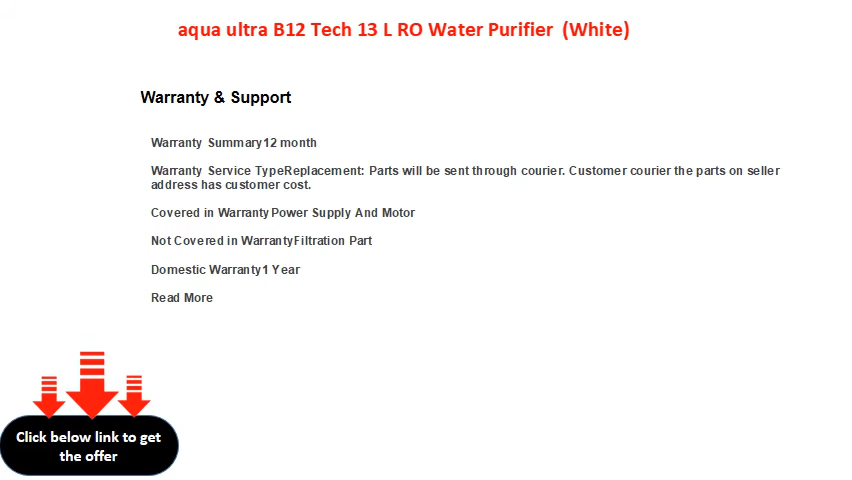 aqua ultra B12 Tech 13 L RO Water Purifier (White)
Warranty & Support
Warranty Summary12 month
Warranty Service TypeReplacement: Parts will be sent through courier. Customer courier the parts on seller
address has customer cost.
Covered in WarrantyPower Supply And Motor
Not Covered in WarrantyFiltration Part
Domestic Warranty1 Year
Read More
Click below link to get
the offer